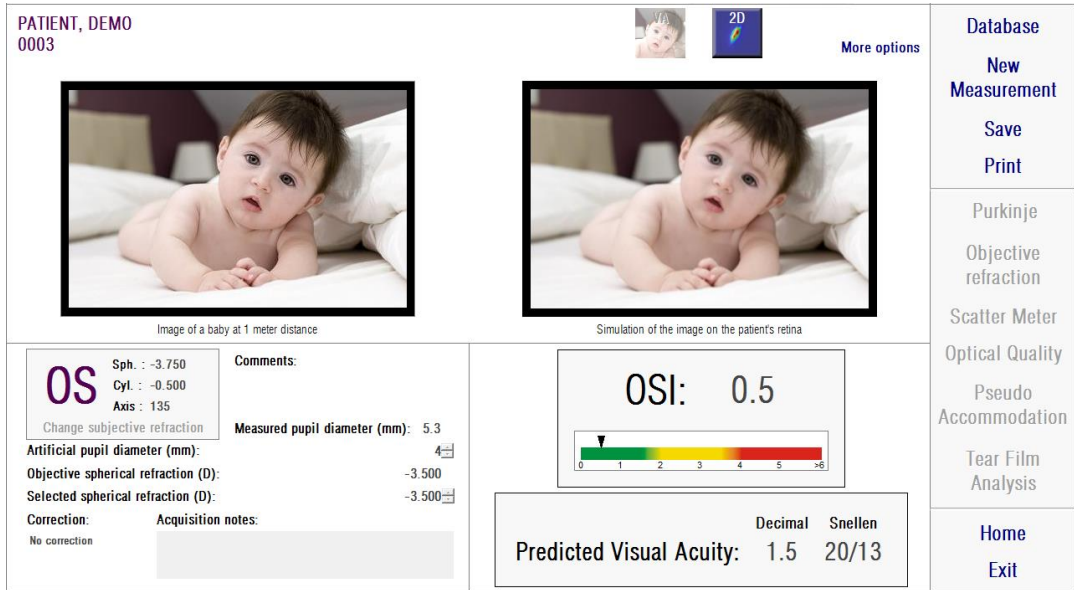 PATIENT, DEMO
0003
VA
2D
More options
Image of a baby at 1 meter distance
Simulation of the image on the patient's retina
OS
Sph. : -3.750
Cyl. : -0.500
Axis : 135
Change subjective refraction
Comments:
Measured pupil diameter (mm): 5.3
Artificial pupil diameter (mm): 4
Objective spherical refraction (D): -3.500
Selected spherical refraction (D): -3.500
Correction: Acquisition notes:
No correction
OSI: 0.5
0 1 2 3 4 5 >6
Decimal Snellen
Predicted Visual Acuity: 1.5 20/13
Database
New
Measurement
Save
Print
Purkinje
Objective
refraction
Scatter Meter
Optical Quality
Pseudo
Accommodation
Tear Film
Analysis
Home
Exit